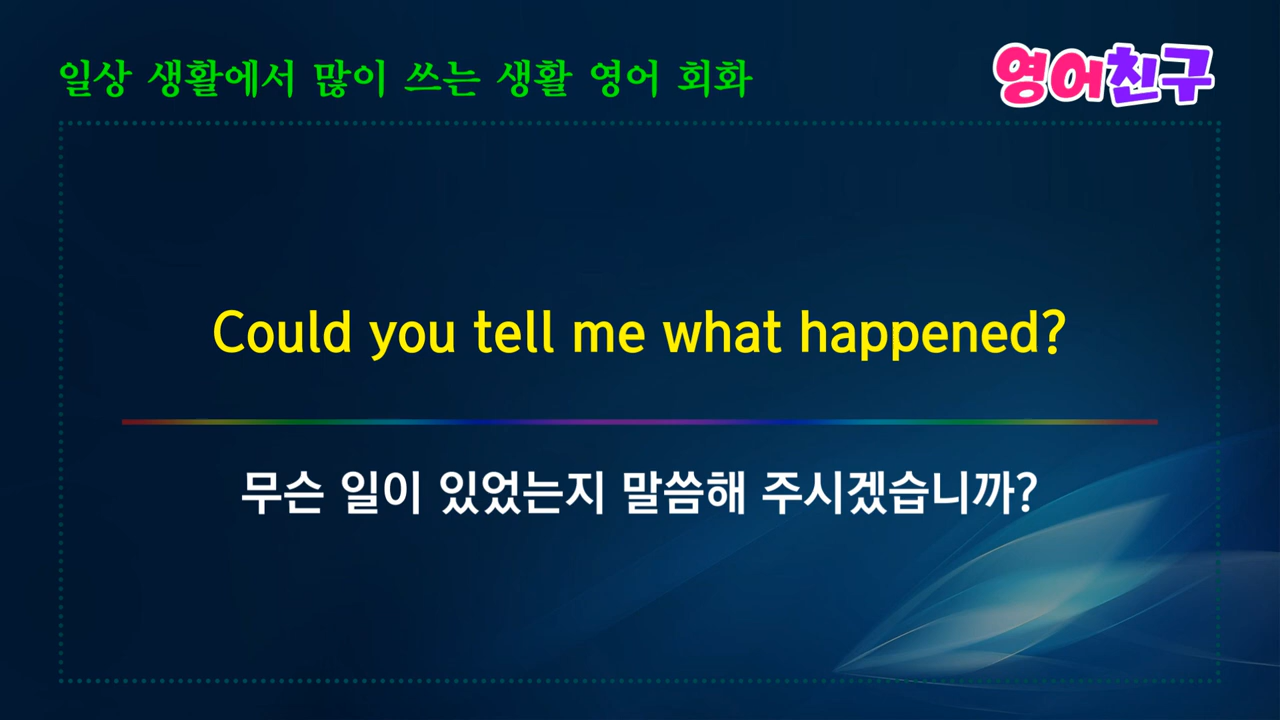 일상 생활에서 많이 쓰는 생활 영어 회화
영어친구
Could you tell me what happened?
무슨 일이 있었는지 말씀해 주시겠습니까?